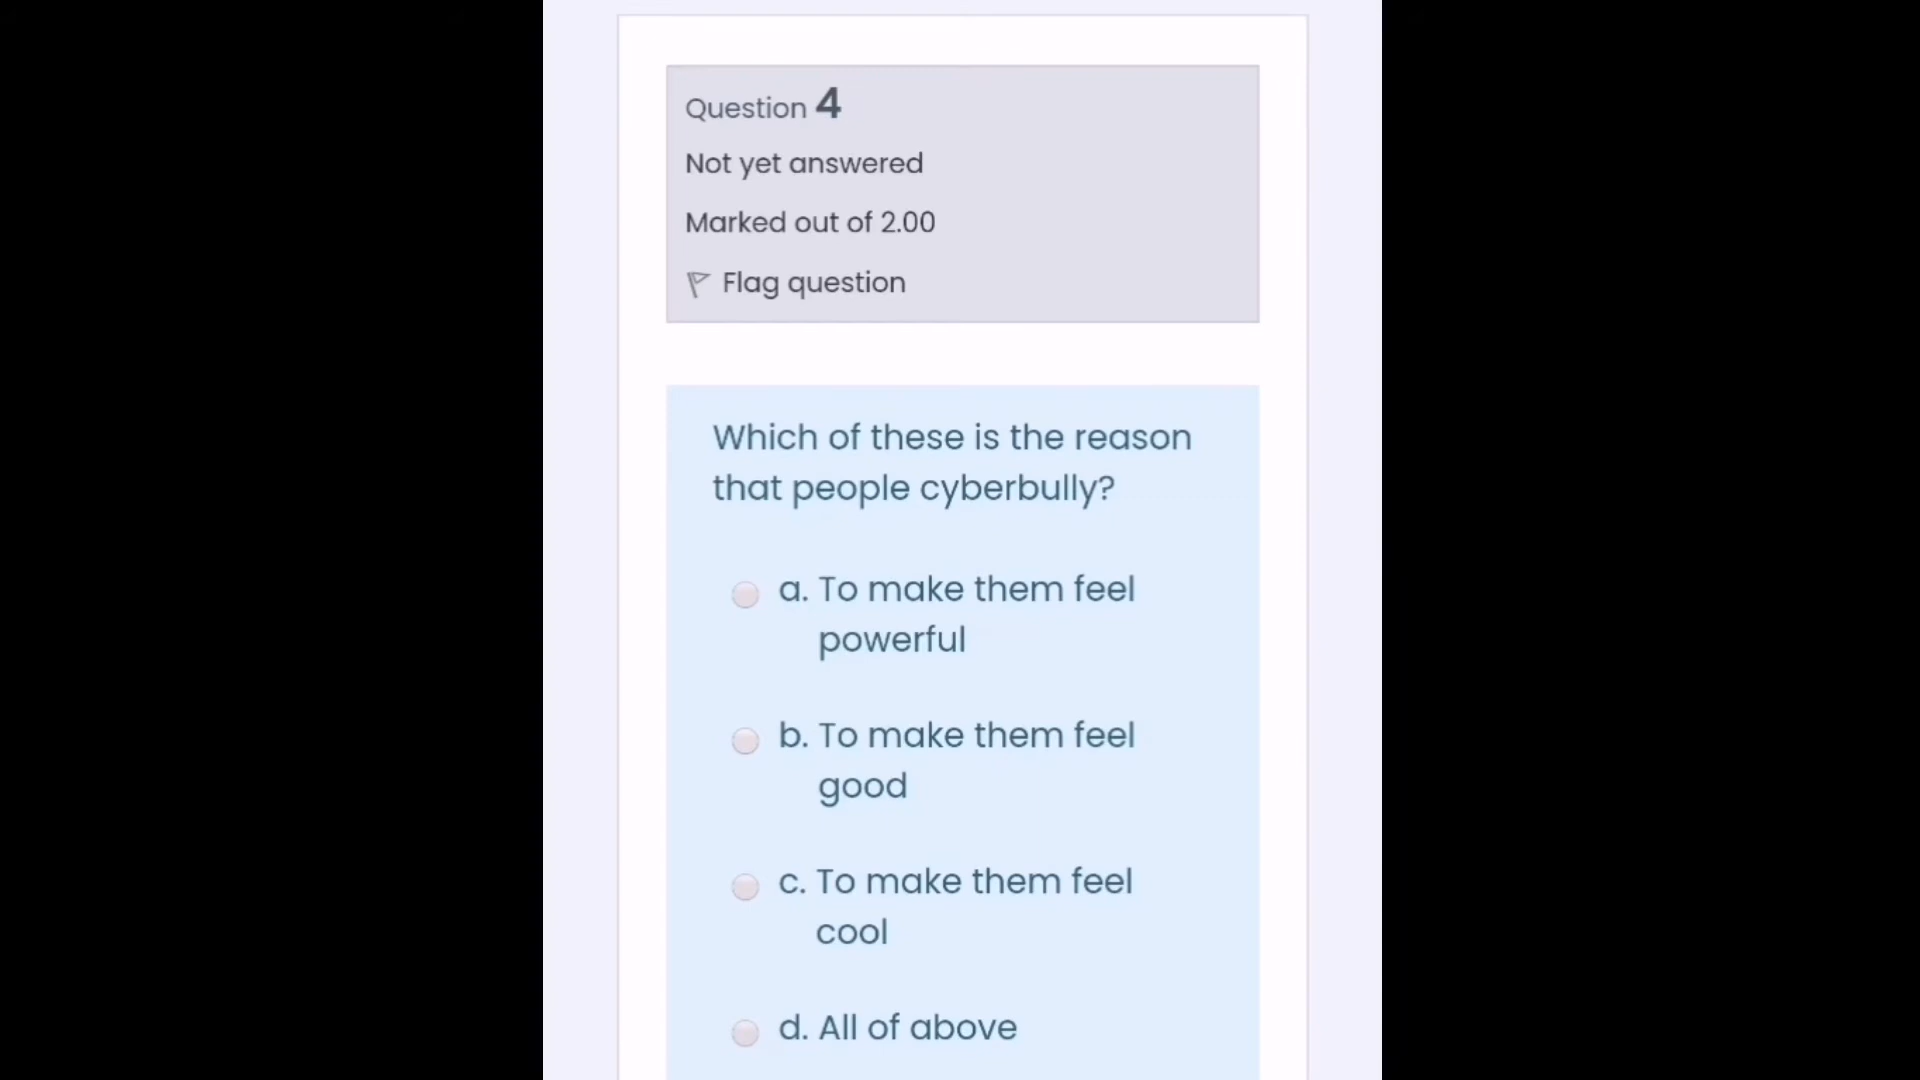 Question 4
Not yet answered
Marked out of 2.00
Flag question
Which of these is the reason
that people cyberbully?
a. To make them feel
powerful
b. To make them feel
good
c. To make them feel
cool
d. All of above